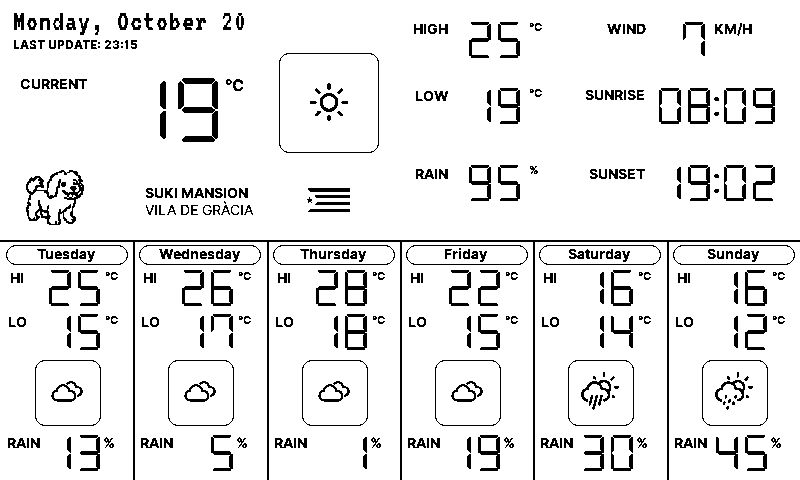 Monday, October 20
LAST UPDATE: 23:15
CURRENT 19 °C
SUKI MANSION
VILA DE GRÀCIA
HIGH 25 °C
LOW 19 °C
RAIN 95 %
WIND 7 KM/H
SUNRISE 08:09
SUNSET 19:02
Tuesday
HI 25 °C
LO 15 °C
RAIN 13 %
Wednesday
HI 26 °C
LO 17 °C
RAIN 5 %
Thursday
HI 28 °C
LO 18 °C
RAIN 1 %
Friday
HI 22 °C
LO 15 °C
RAIN 19 %
Saturday
HI 16 °C
LO 14 °C
RAIN 30 %
Sunday
HI 16 °C
LO 12 °C
RAIN 45 %